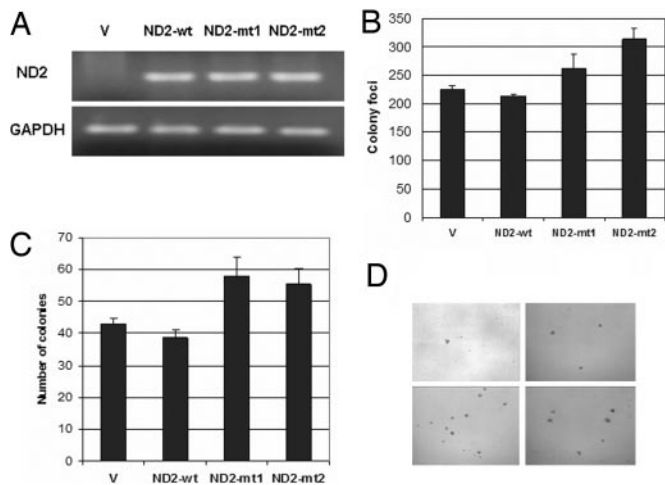 A
V ND2-wt ND2-mt1 ND2-mt2
ND2
GAPDH
B
Colony foci
350
300
250
200
150
100
50
0
V ND2-wt ND2-mt1 ND2-mt2
C
Number of colonies
70
60
50
40
30
20
10
0
V ND2-wt ND2-mt1 ND2-mt2
D